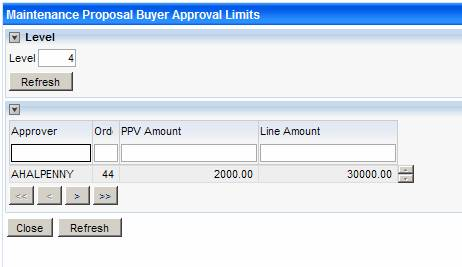 Maintenance Proposal Buyer Approval Limits
Level
Level 4
Refresh
Approver Ord PPV Amount Line Amount
AHALPENNY 44 2000.00 30000.00
<< < > >>
Close Refresh